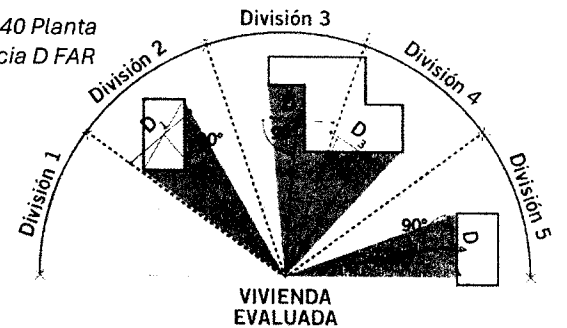 40 Planta
cia D FAR
División 1
División 2
División 3
División 4
División 5
D1
90°
D3
90°
D4
VIVIENDA
EVALUADA